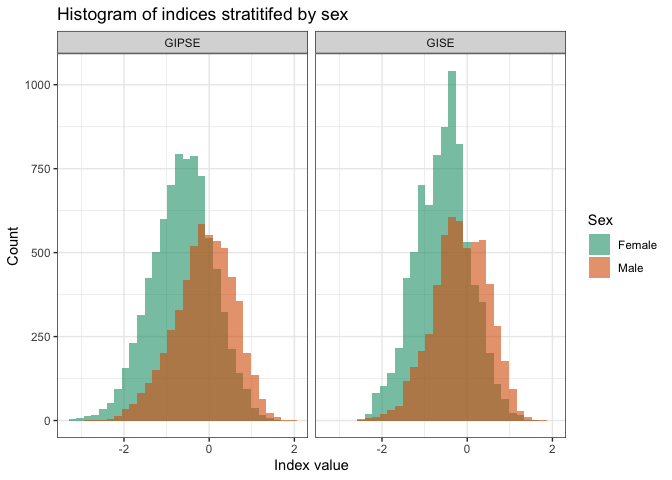 Histogram of indices stratitifed by sex
GIPSE
GISE
1000
750
500
250
0
Count
-2
0
2
-2
0
2
Index value
Sex
Female
Male